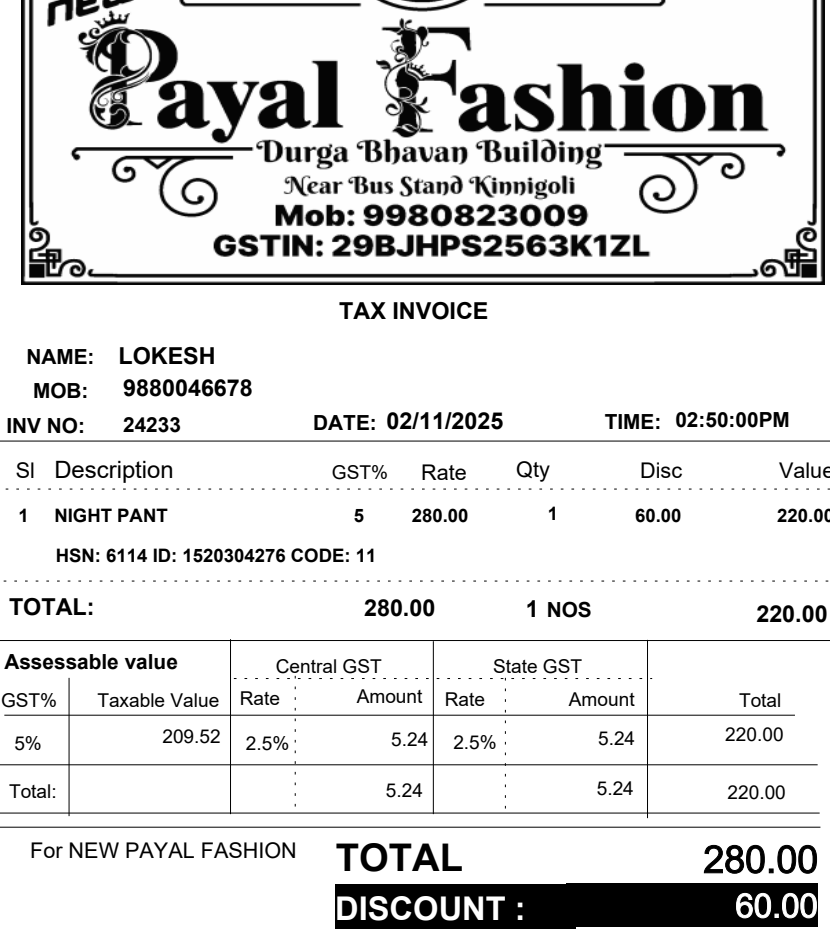 new
Payal Fashion
Durga Bhavan Building
Near Bus Stand Kinnigoli
Mob: 9980823009
GSTIN: 29BJHPS2563K1ZL
TAX INVOICE
NAME: LOKESH
MOB: 9880046678
INV NO: 24233 DATE: 02/11/2025 TIME: 02:50:00PM
Sl Description GST% Rate Qty Disc Value
1 NIGHT PANT 5 280.00 1 60.00 220.00
HSN: 6114 ID: 1520304276 CODE: 11
TOTAL: 280.00 1 NOS 220.00
Assessable value Central GST State GST
GST% Taxable Value Rate Amount Rate Amount Total
5% 209.52 2.5% 5.24 2.5% 5.24 220.00
Total: 5.24 5.24 220.00
For NEW PAYAL FASHION TOTAL 280.00
DISCOUNT : 60.00